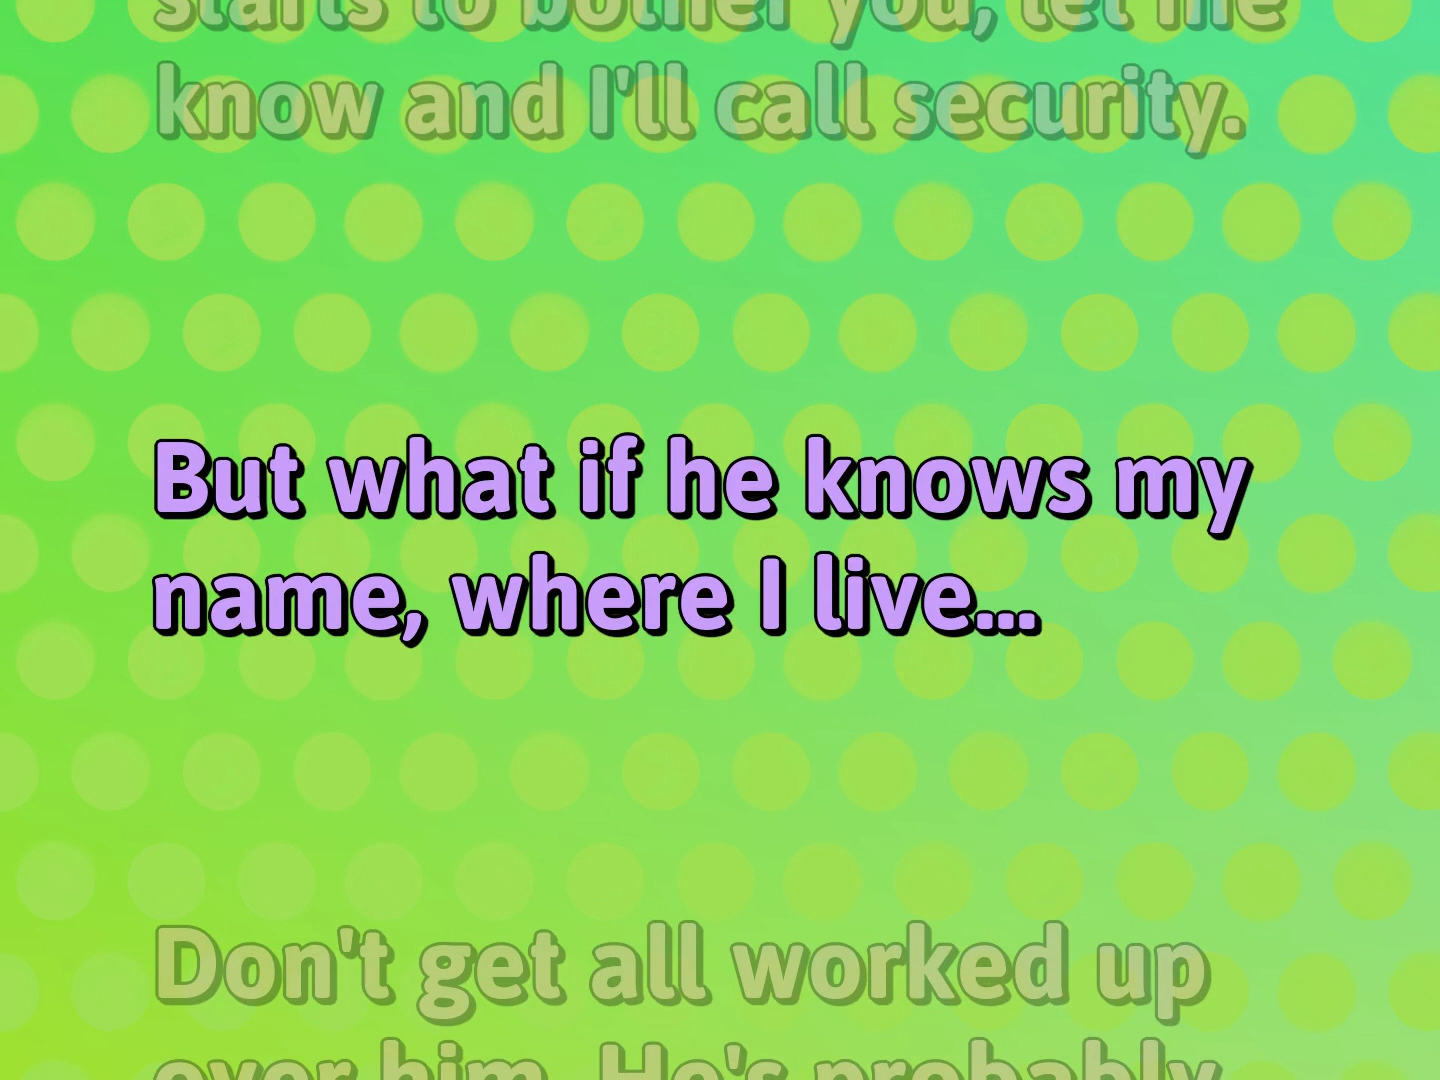 starts to bother you, let me
know and I'll call security.
But what if he knows my
name, where I live...
Don't get all worked up
over him. He's probably